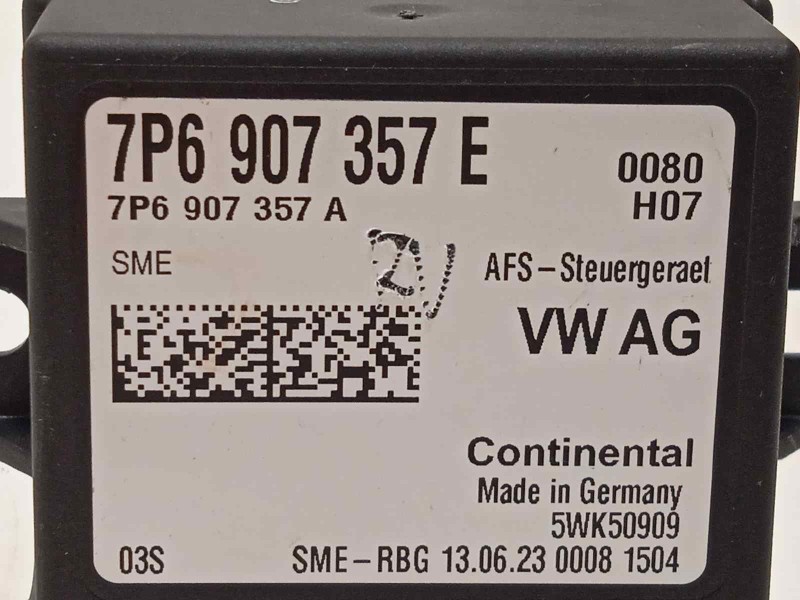 7P6 907 357 E
0080
7P6 907 357 A
H07
SME
AFS-Steuergeraet
VW AG
Continental
Made in Germany
5WK50909
03S
SME-RBG 13.06.23 0008 1504